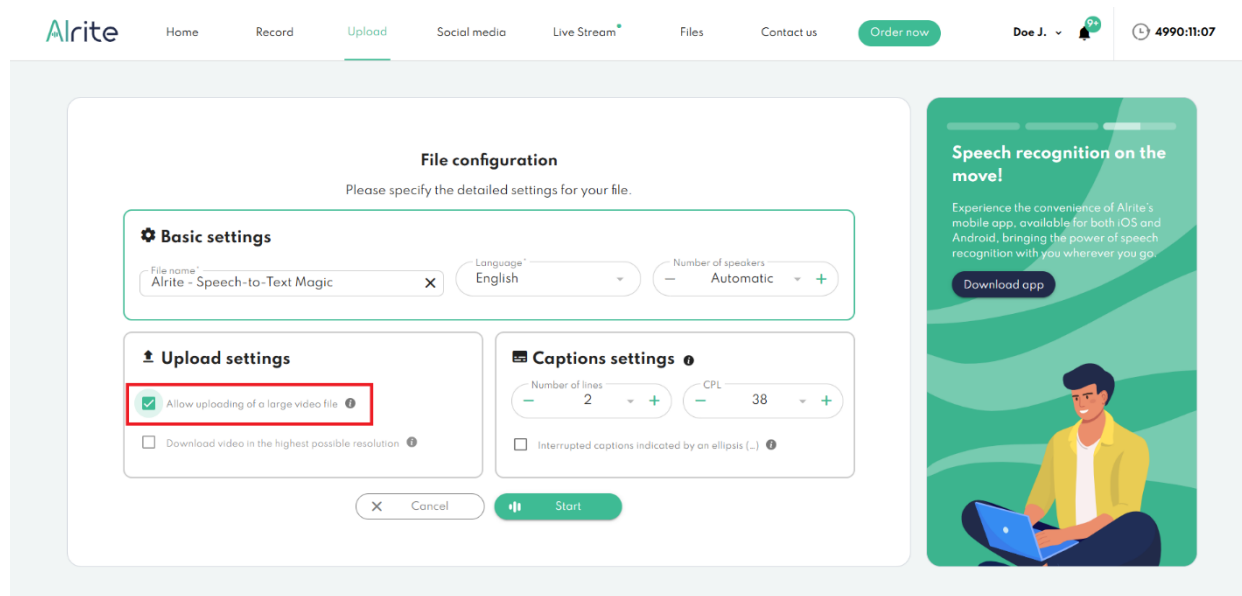 Alrite
Home Record Upload Social media Live Stream Files Contact us Order now Doe J. 9+ 4990:11:07
File configuration
Please specify the detailed settings for your file.
Basic settings
File name*
Alrite - Speech-to-Text Magic
Language*
English
Number of speakers
Automatic
Upload settings
Allow uploading of a large video file
Download video in the highest possible resolution
Captions settings
Number of lines
2
CPL
38
Interrupted captions indicated by an ellipsis (...)
Cancel
Start
Speech recognition on the
move!
Experience the convenience of Alrite's
mobile app, available for both iOS and
Android, bringing the power of speech
recognition with you wherever you go.
Download app